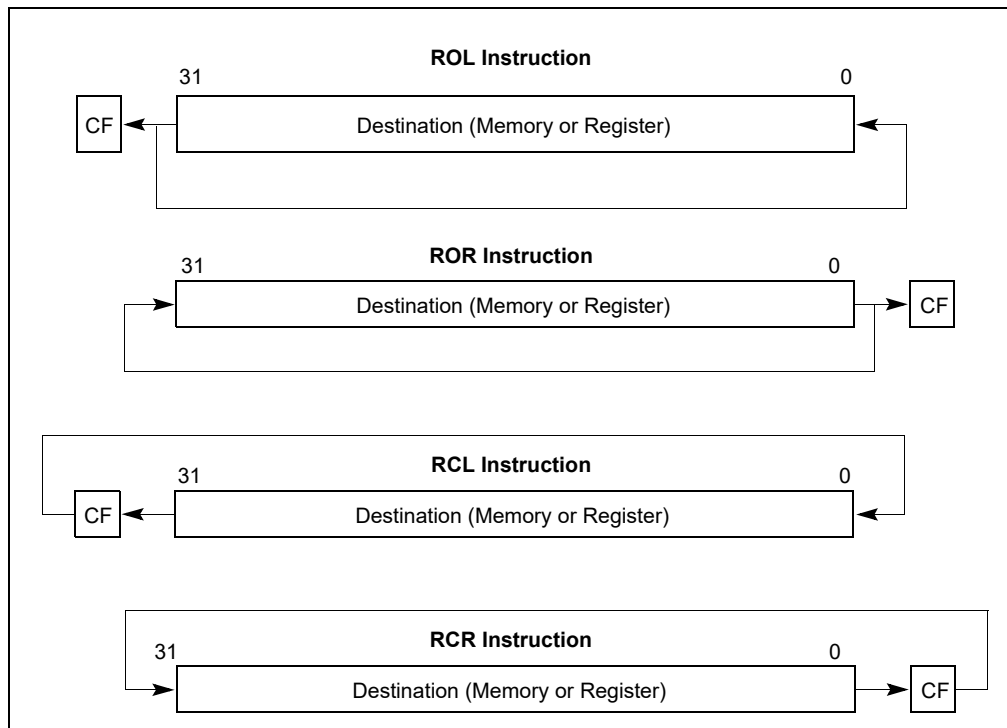 ROL Instruction
31 0
CF Destination (Memory or Register)
ROR Instruction
31 0
Destination (Memory or Register) CF
RCL Instruction
31 0
CF Destination (Memory or Register)
RCR Instruction
31 0
Destination (Memory or Register) CF